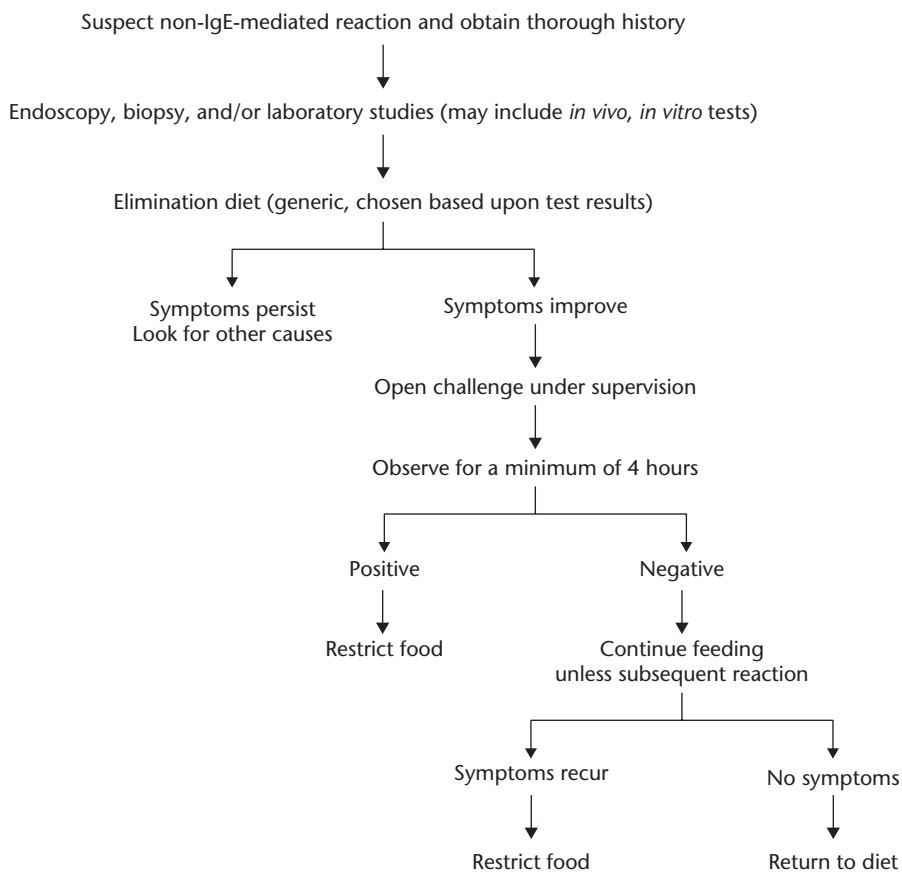 Suspect non-IgE-mediated reaction and obtain thorough history
Endoscopy, biopsy, and/or laboratory studies (may include in vivo, in vitro tests)
Elimination diet (generic, chosen based upon test results)
Symptoms persist
Look for other causes
Symptoms improve
Open challenge under supervision
Observe for a minimum of 4 hours
Positive
Negative
Restrict food
Continue feeding
unless subsequent reaction
Symptoms recur
No symptoms
Restrict food
Return to diet